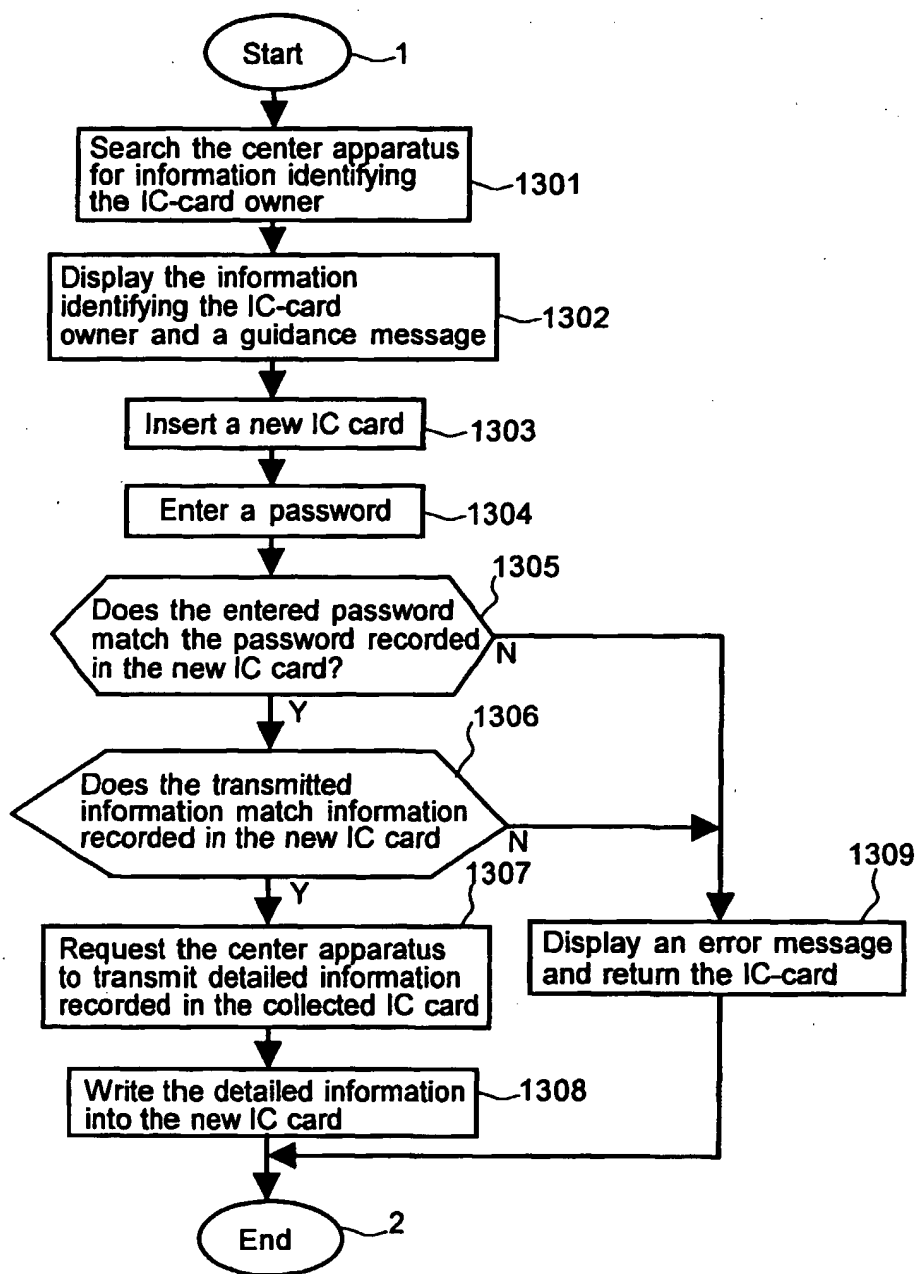 Start
1
Search the center apparatus
for information identifying
the IC-card owner
1301
Display the information
identifying the IC-card
owner and a guidance message
1302
Insert a new IC card
1303
Enter a password
1304
1305
Does the entered password
match the password recorded
in the new IC card?
N
Y
1306
Does the transmitted
information match information
recorded in the new IC card
N
Y
1307
Request the center apparatus
to transmit detailed information
recorded in the collected IC card
1309
Display an error message
and return the IC-card
Write the detailed information
into the new IC card
1308
End
2